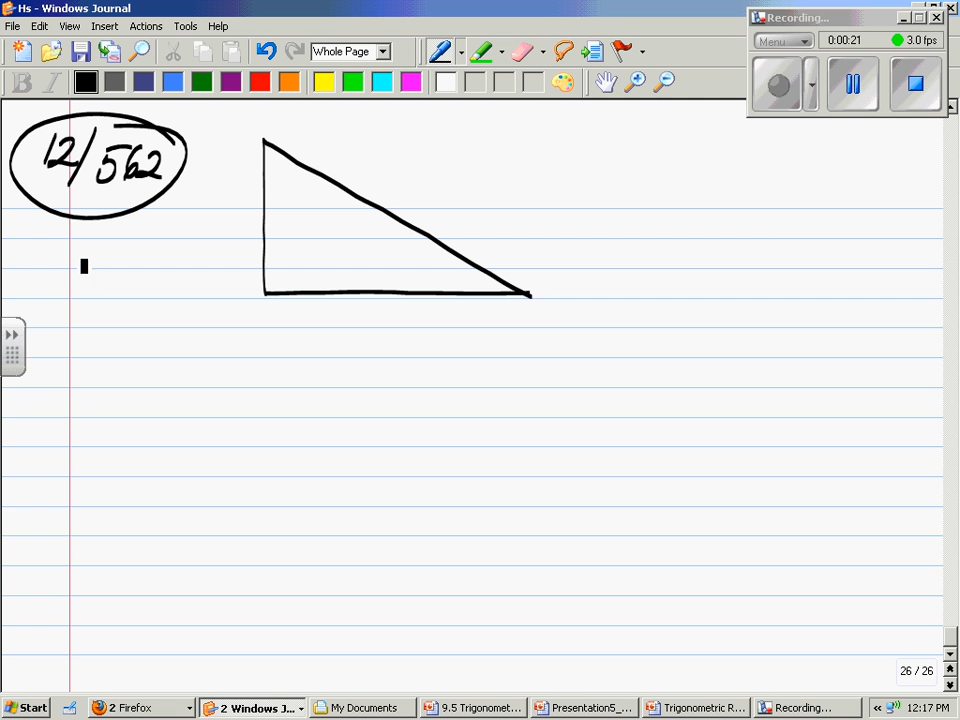 Hs - Windows Journal
File Edit View Insert Actions Tools Help
Whole Page
B I
Recording...
Menu 0:00:21 3.0 fps
12/562
26 / 26
Start 2 Firefox 2 Windows J... My Documents 9.5 Trigonomet... Presentation5_... Trigonometric R... Recording... « 12:17 PM